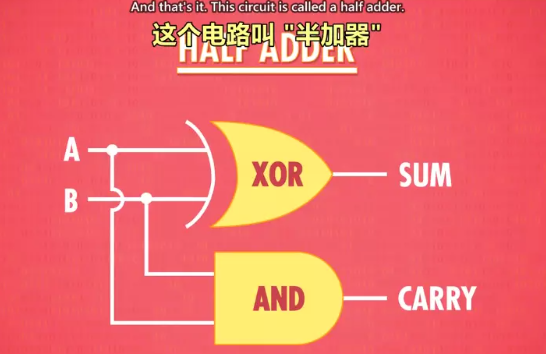 And that's it. This circuit is called a half adder.
这个电路叫 "半加器"
HALF ADDER
A
XOR
SUM
B
AND
CARRY